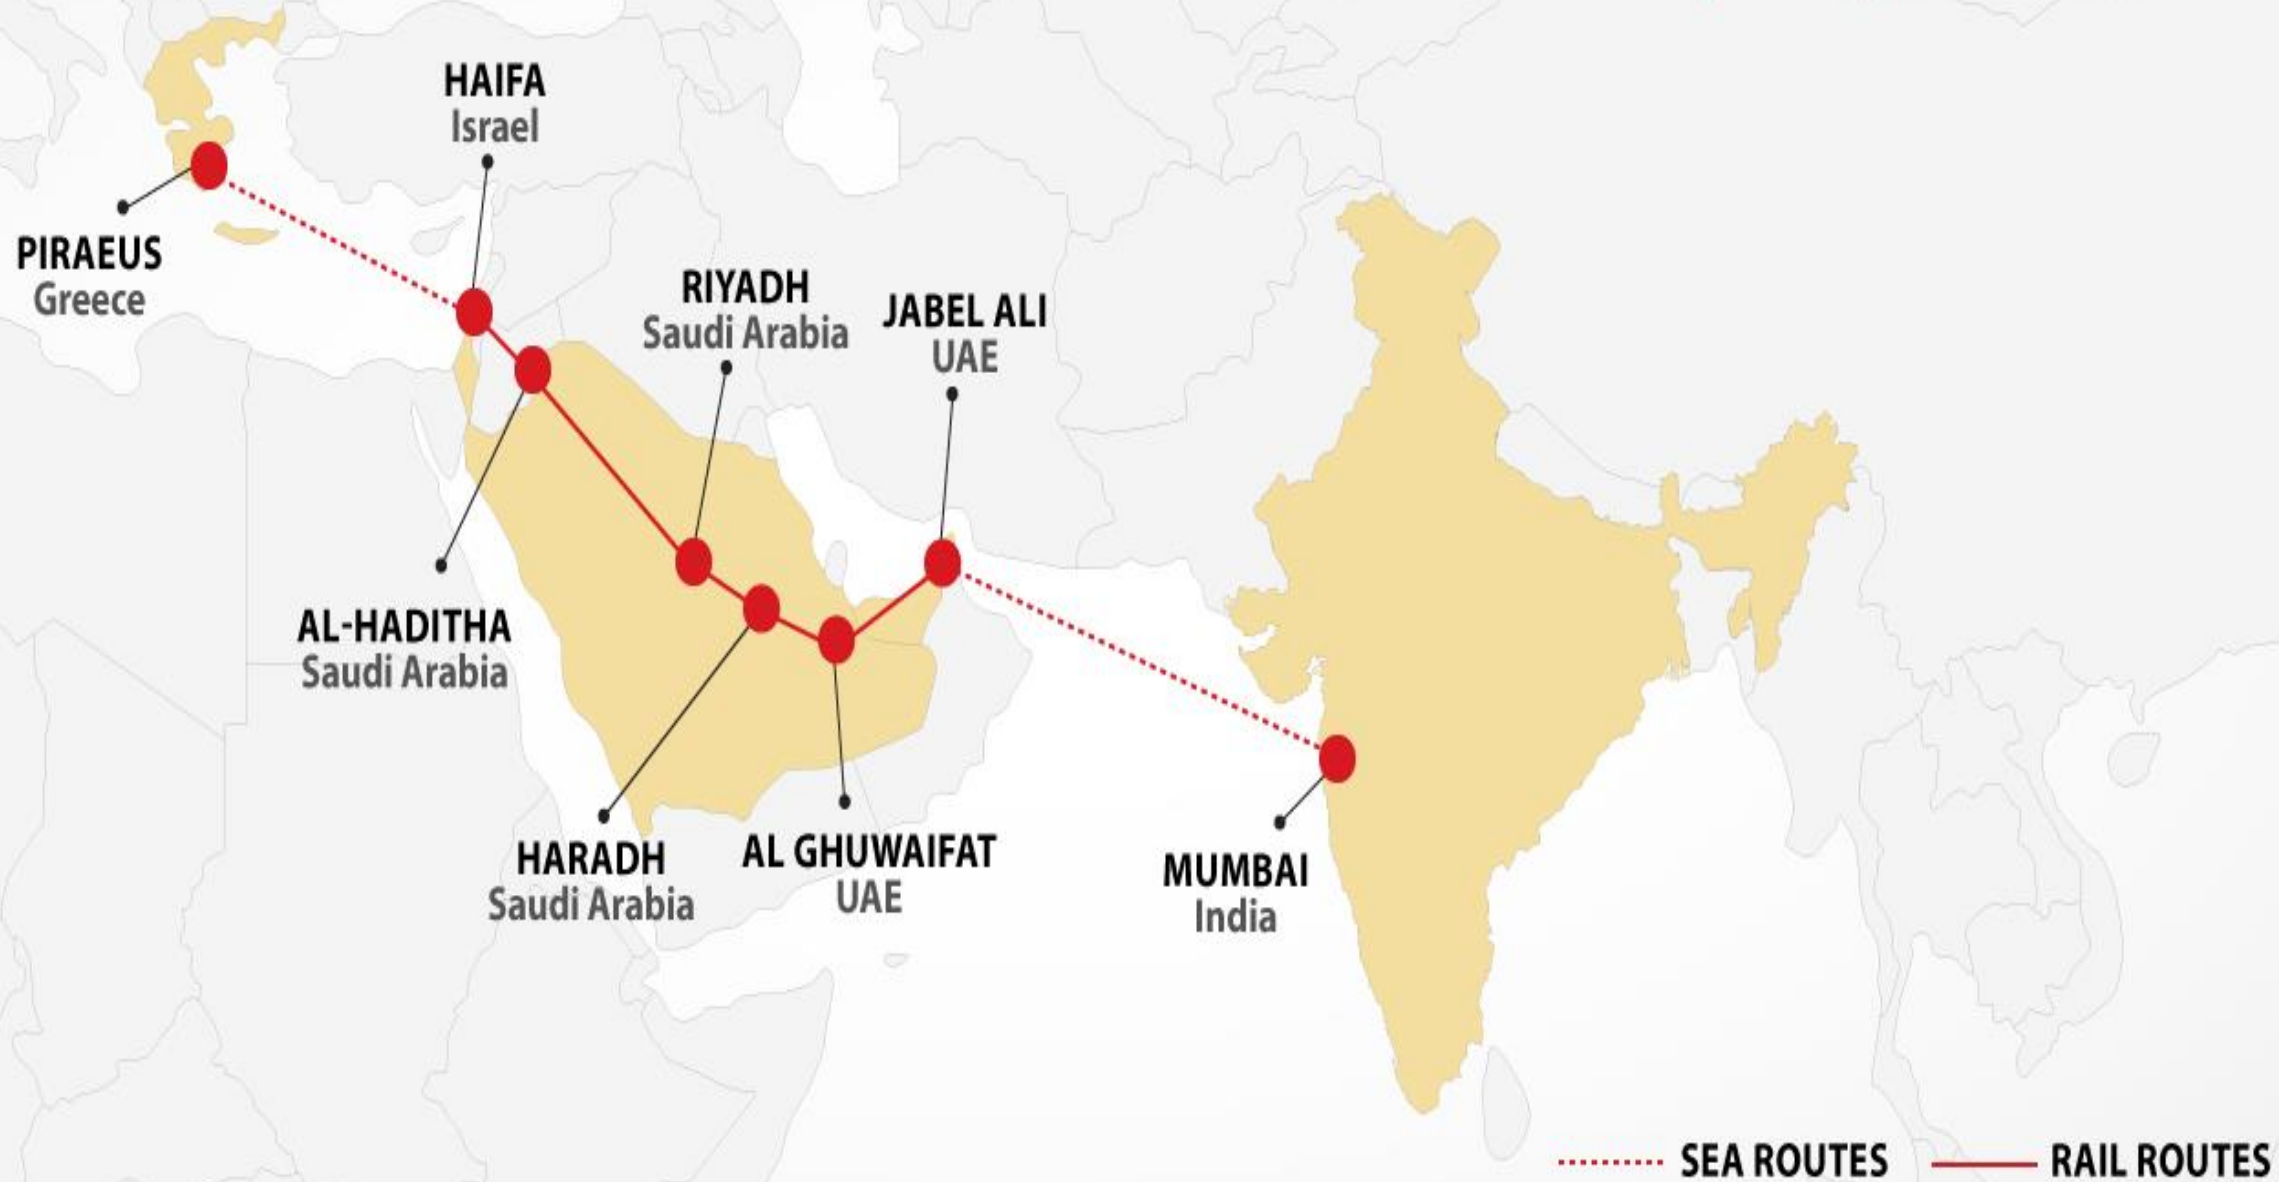 HAIFA
Israel
PIRAEUS
Greece
RIYADH
Saudi Arabia
JABEL ALI
UAE
AL-HADITHA
Saudi Arabia
HARADH
Saudi Arabia
AL GHUWAIFAT
UAE
MUMBAI
India
SEA ROUTES
RAIL ROUTES